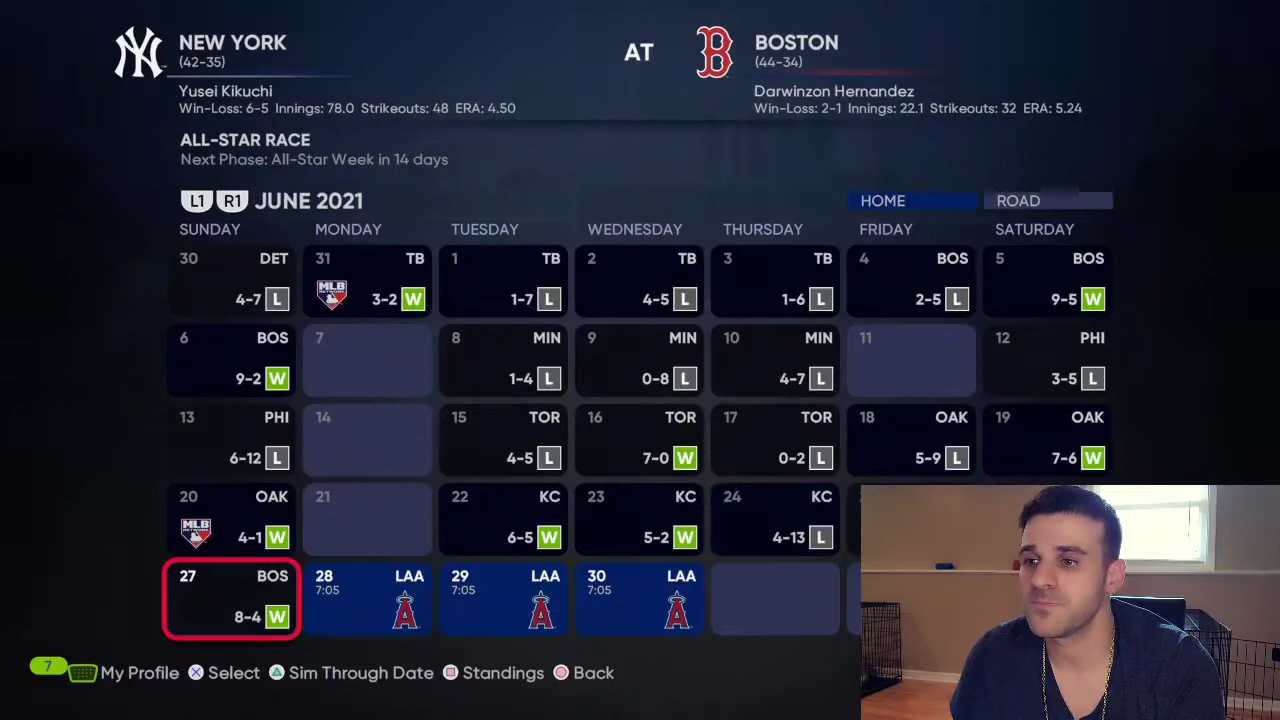 NEW YORK
(42-35)
AT
BOSTON
(44-34)
Yusei Kikuchi
Win-Loss: 6-5 Innings: 78.0 Strikeouts: 48 ERA: 4.50
Darwinzon Hernandez
Win-Loss: 2-1 Innings: 22.1 Strikeouts: 32 ERA: 5.24
ALL-STAR RACE
Next Phase: All-Star Week in 14 days
L1 R1 JUNE 2021
HOME ROAD
SUNDAY MONDAY TUESDAY WEDNESDAY THURSDAY FRIDAY SATURDAY
30 DET 31 TB 1 TB 2 TB 3 TB 4 BOS 5 BOS
4-7 L MLB NETWORK 3-2 W 1-7 L 4-5 L 1-6 L 2-5 L 9-5 W
6 BOS 7 8 MIN 9 MIN 10 MIN 11 12 PHI
9-2 W 1-4 L 0-8 L 4-7 L 3-5 L
13 PHI 14 15 TOR 16 TOR 17 TOR 18 OAK 19 OAK
6-12 L 4-5 L 7-0 W 0-2 L 5-9 L 7-6 W
20 OAK 21 22 KC 23 KC 24 KC
MLB NETWORK 4-1 W 6-5 W 5-2 W 4-13 L
27 BOS 28 LAA 29 LAA 30 LAA
7:05 7:05 7:05
8-4 W
7 My Profile Select Sim Through Date Standings Back